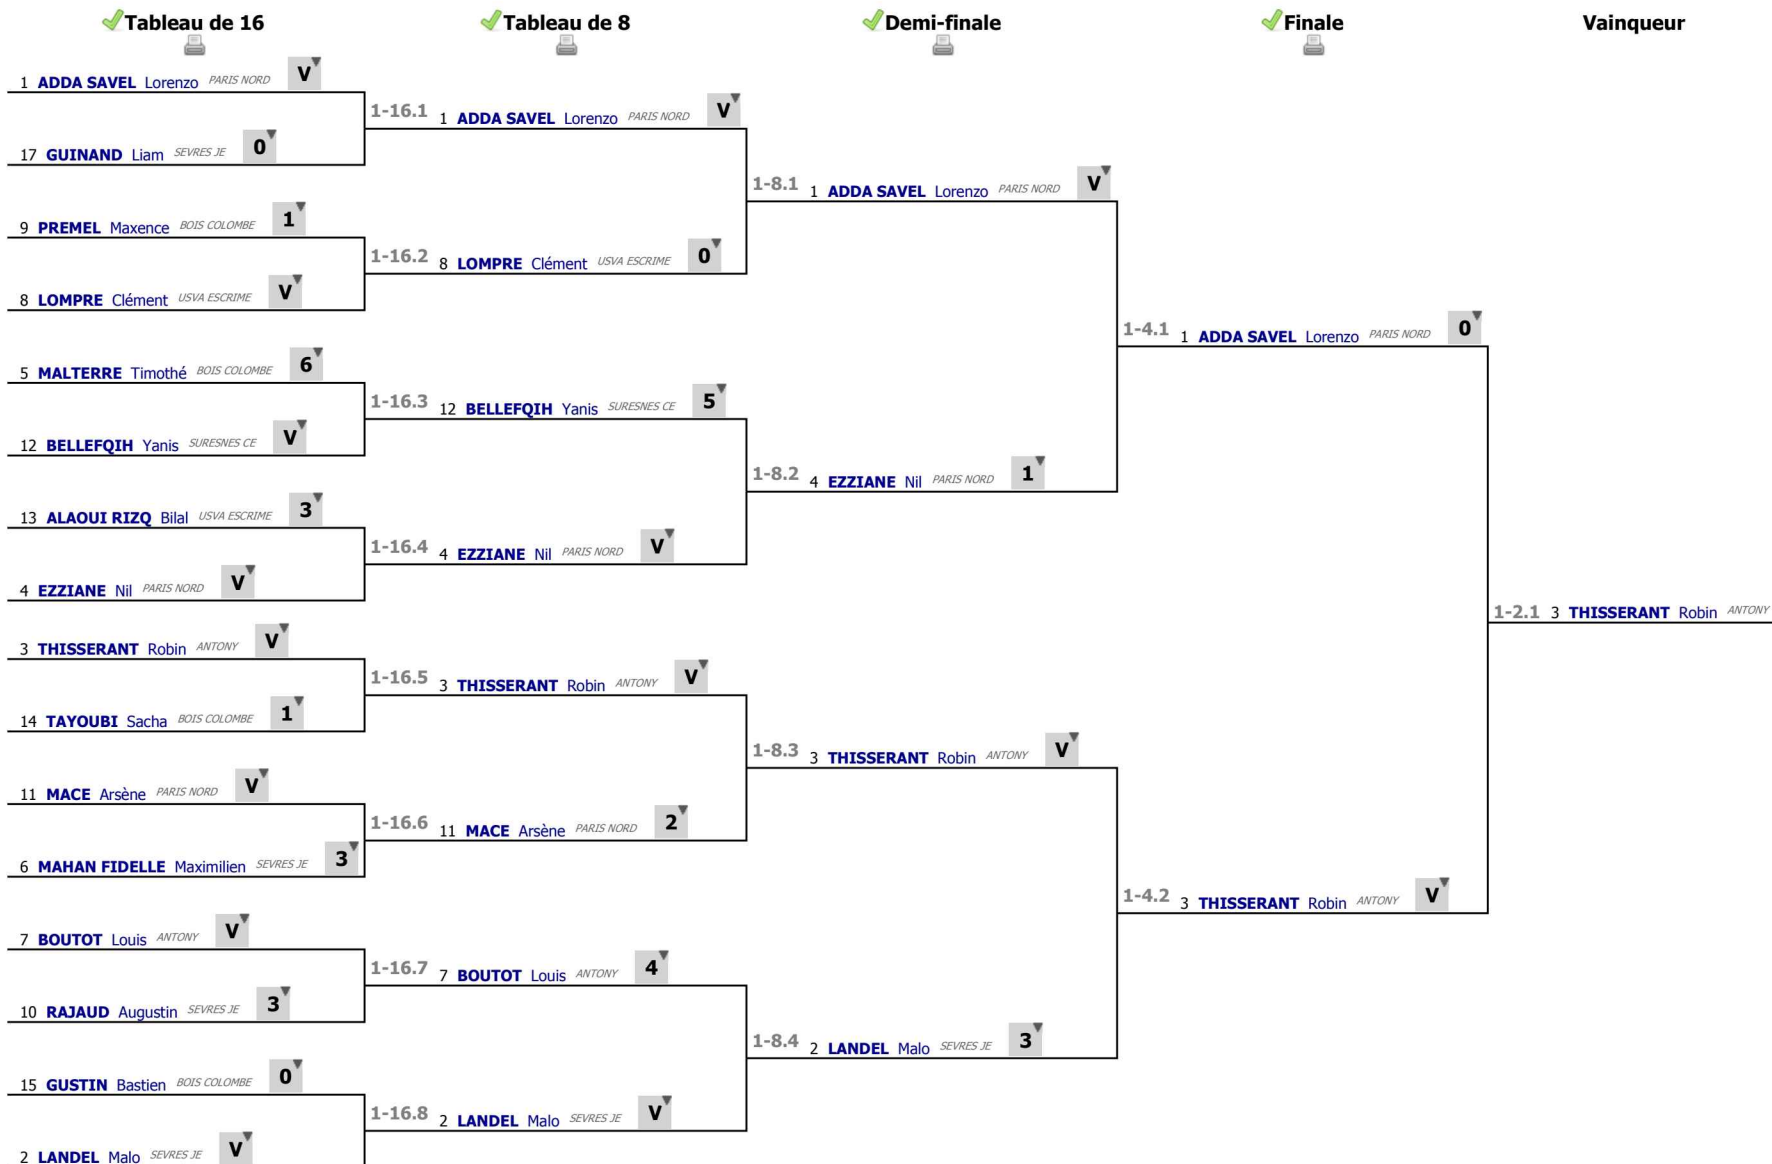 Tableau de 16
Tableau de 8
Demi-finale
Finale
Vainqueur
1 ADDA SAVEL Lorenzo PARIS NORD V
17 GUINAND Liam SEVRES JE 0
9 PREMEL Maxence BOIS COLOMBE 1
8 LOMPRE Clément USVA ESCRIME V
5 MALTERRE Timothé BOIS COLOMBE 6
12 BELLEFQIH Yanis SURESNES CE V
13 ALAOUI RIZQ Bilal USVA ESCRIME 3
4 EZZIANE Nil PARIS NORD V
3 THISSERANT Robin ANTONY V
14 TAYOUBI Sacha BOIS COLOMBE 1
11 MACE Arsène PARIS NORD V
6 MAHAN FIDELLE Maximilien SEVRES JE 3
7 BOUTOT Louis ANTONY V
10 RAJAUD Augustin SEVRES JE 3
15 GUSTIN Bastien BOIS COLOMBE 0
2 LANDEL Malo SEVRES JE V
1-16.1 1 ADDA SAVEL Lorenzo PARIS NORD V
1-16.2 8 LOMPRE Clément USVA ESCRIME 0
1-16.3 12 BELLEFQIH Yanis SURESNES CE 5
1-16.4 4 EZZIANE Nil PARIS NORD V
1-16.5 3 THISSERANT Robin ANTONY V
1-16.6 11 MACE Arsène PARIS NORD 2
1-16.7 7 BOUTOT Louis ANTONY 4
1-16.8 2 LANDEL Malo SEVRES JE V
1-8.1 1 ADDA SAVEL Lorenzo PARIS NORD V
1-8.2 4 EZZIANE Nil PARIS NORD 1
1-8.3 3 THISSERANT Robin ANTONY V
1-8.4 2 LANDEL Malo SEVRES JE 3
1-4.1 1 ADDA SAVEL Lorenzo PARIS NORD 0
1-4.2 3 THISSERANT Robin ANTONY V
1-2.1 3 THISSERANT Robin ANTONY